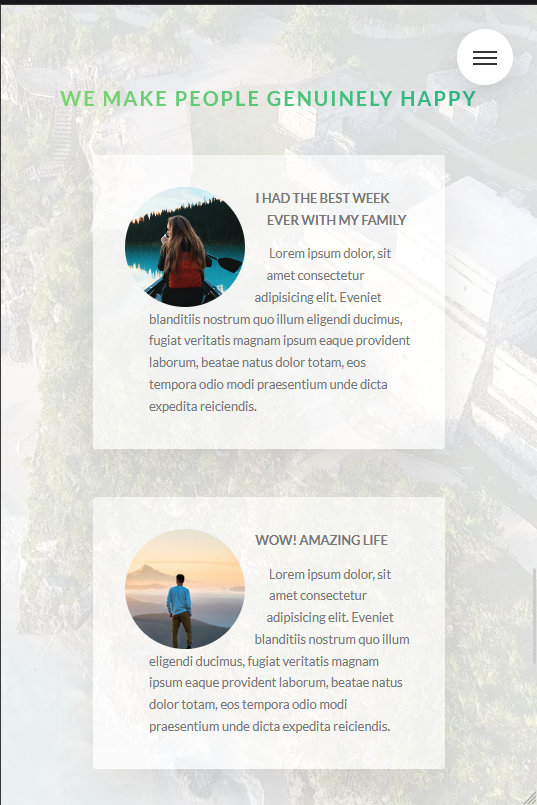 WE MAKE PEOPLE GENUINELY HAPPY
I HAD THE BEST WEEK
EVER WITH MY FAMILY
Lorem ipsum dolor, sit
amet consectetur
adipisicing elit. Eveniet
blanditiis nostrum quo illum eligendi ducimus,
fugiat veritatis magnam ipsum eaque provident
laborum, beatae natus dolor totam, eos
tempora odio modi praesentium unde dicta
expedita reiciendis.
WOW! AMAZING LIFE
Lorem ipsum dolor, sit
amet consectetur
adipisicing elit. Eveniet
blanditiis nostrum quo illum
eligendi ducimus, fugiat veritatis magnam
ipsum eaque provident laborum, beatae natus
dolor totam, eos tempora odio modi
praesentium unde dicta expedita reiciendis.